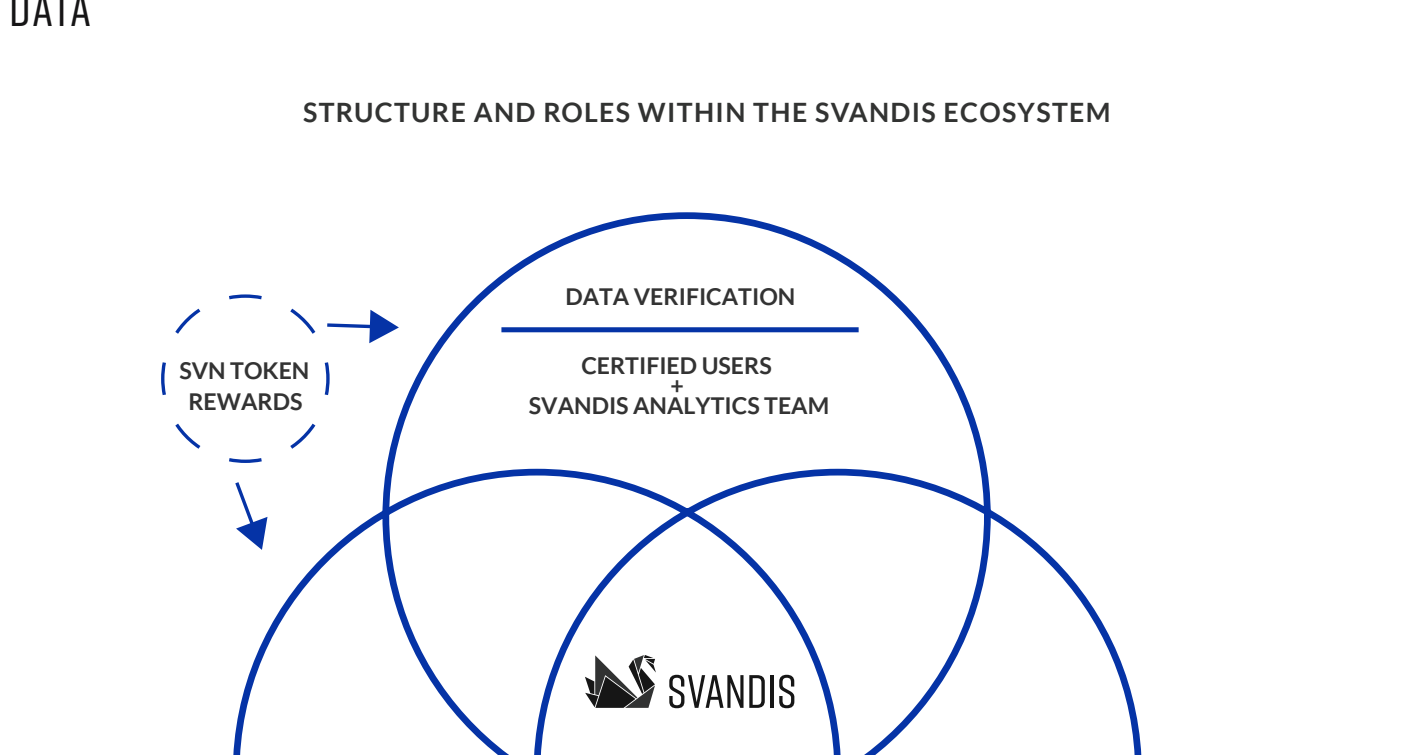 DATA
STRUCTURE AND ROLES WITHIN THE SVANDIS ECOSYSTEM
DATA VERIFICATION
CERTIFIED USERS
+
SVANDIS ANALYTICS TEAM
SVN TOKEN
REWARDS
SVANDIS